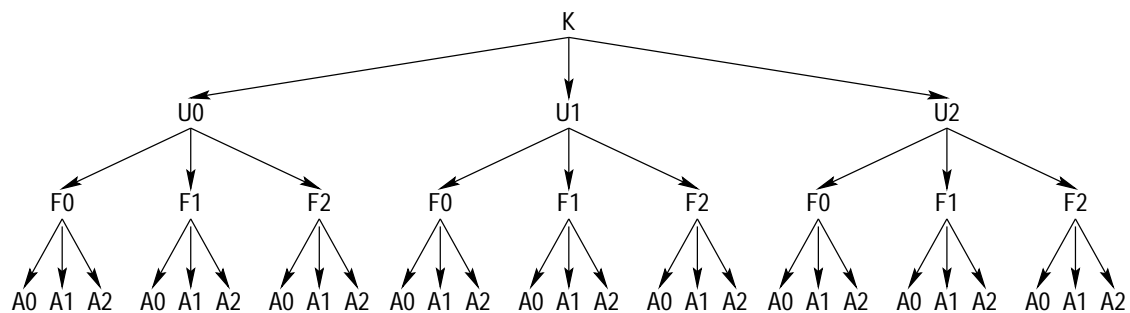 K
U0 U1 U2
F0 F1 F2 F0 F1 F2 F0 F1 F2
A0 A1 A2 A0 A1 A2 A0 A1 A2 A0 A1 A2 A0 A1 A2 A0 A1 A2 A0 A1 A2 A0 A1 A2 A0 A1 A2